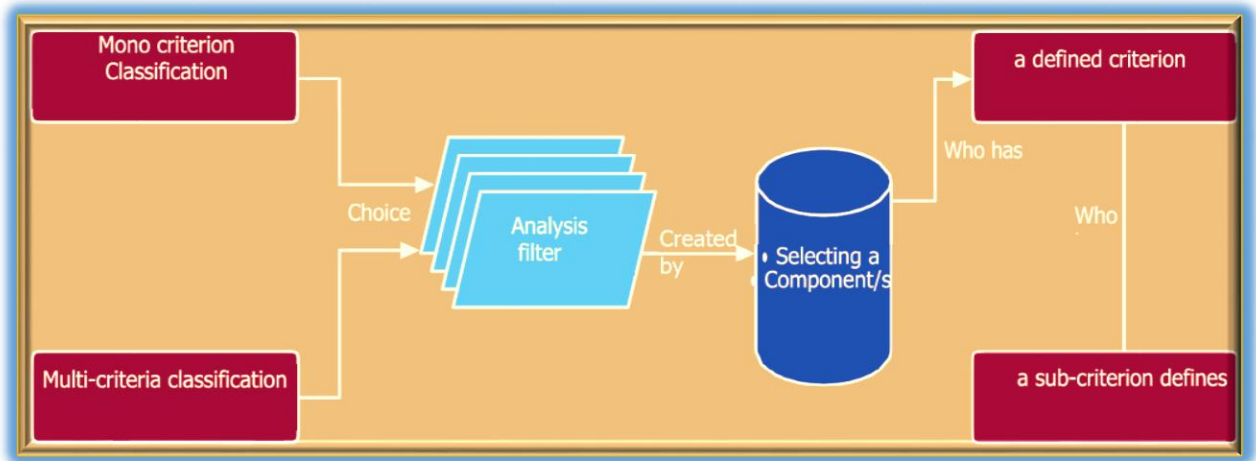 Mono criterion
Classification
a defined criterion
Who has
Choice
Who
Analysis
filter
Created
by
• Selecting a
• Component/s
Multi-criteria classification
a sub-criterion defines